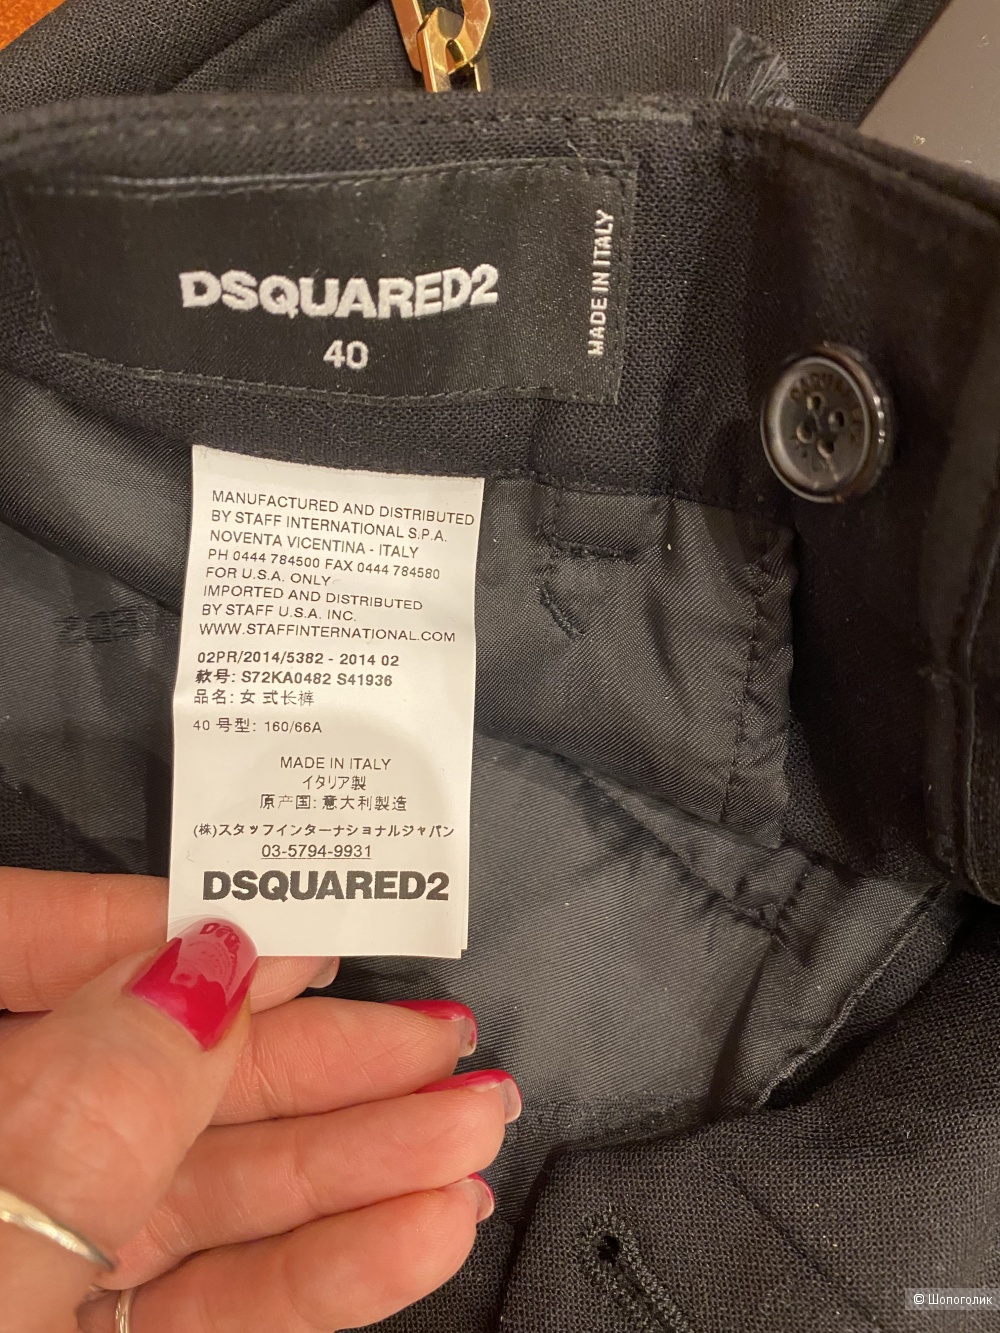 DSQUARED2
40
MADE IN ITALY
MANUFACTURED AND DISTRIBUTED
BY STAFF INTERNATIONAL S.P.A.
NOVENTA VICENTINA - ITALY
PH 0444 784500 FAX 0444 784580
FOR U.S.A. ONLY
IMPORTED AND DISTRIBUTED
BY STAFF U.S.A. INC.
WWW.STAFFINTERNATIONAL.COM
02PR/2014/5382 - 2014 02
款号: S72KA0482 S41936
品名: 女 式长裤
40 号型: 160/66A
MADE IN ITALY
イタリア製
原产国: 意大利製造
(株)スタッフインターナショナルジャパン
03-5794-9931
DSQUARED2
© Шопоголик